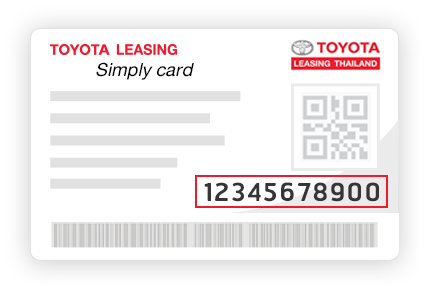 TOYOTA LEASING
Simply card
TOYOTA
LEASING THAILAND
12345678900